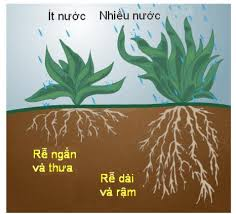 Ít nước
Nhiều nước
Rễ ngắn
và thưa
Rễ dài
và rậm